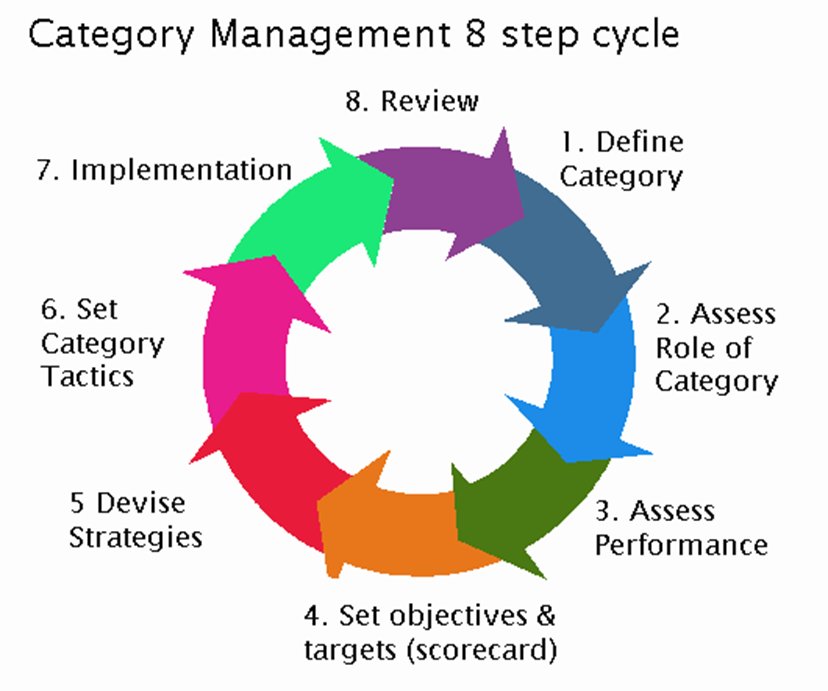 Category Management 8 step cycle
8. Review
1. Define
Category
2. Assess
Role of
Category
3. Assess
Performance
4. Set objectives &
targets (scorecard)
5 Devise
Strategies
6. Set
Category
Tactics
7. Implementation